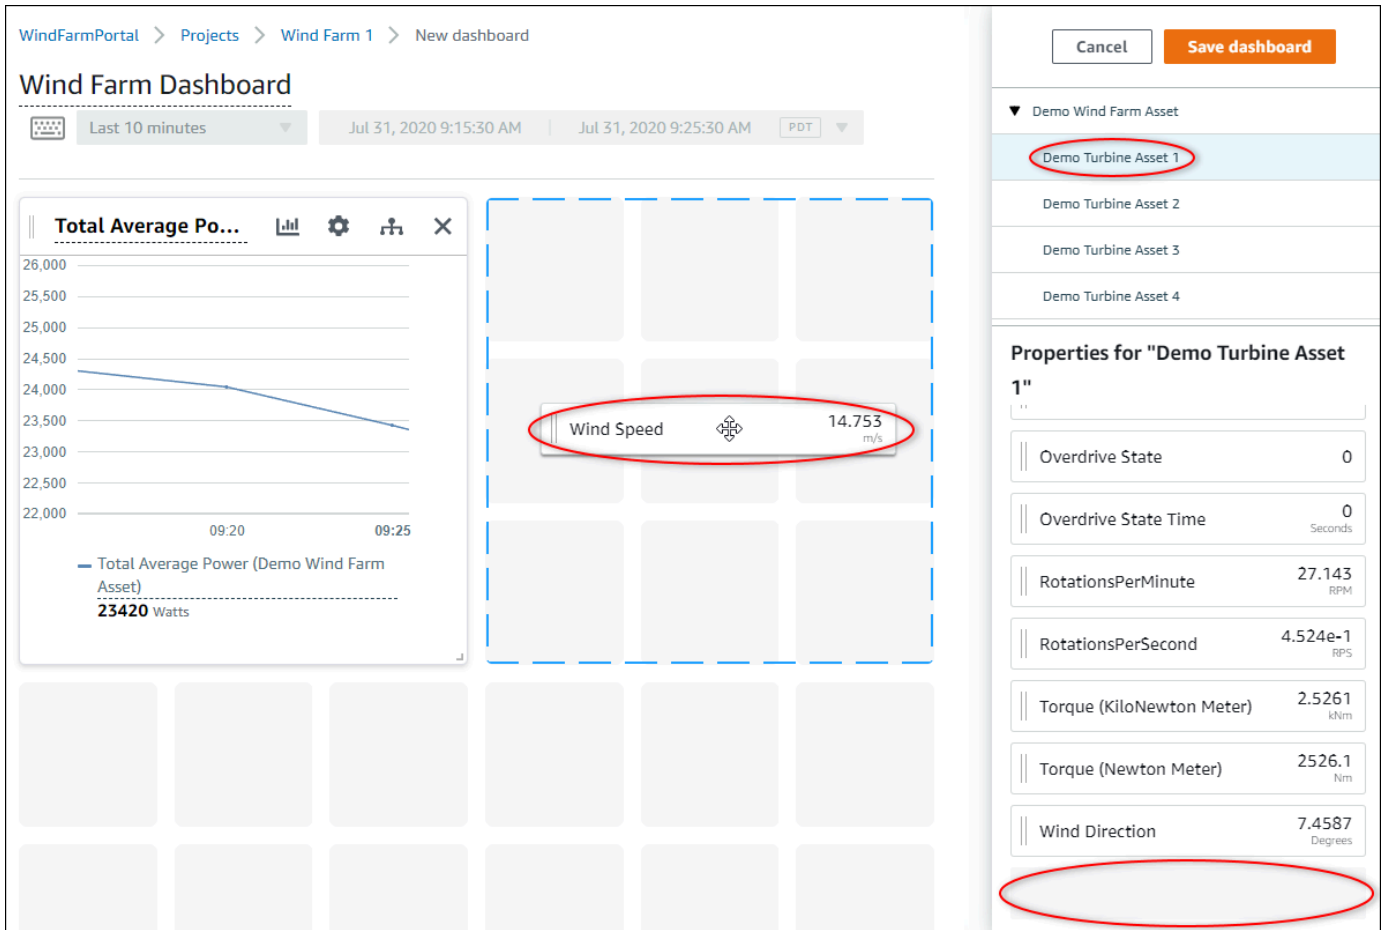 WindFarmPortal > Projects > Wind Farm 1 > New dashboard
Wind Farm Dashboard
Last 10 minutes
Jul 31, 2020 9:15:30 AM
Jul 31, 2020 9:25:30 AM
PDT
Total Average Po...
26,000
25,500
25,000
24,500
24,000
23,500
23,000
22,500
22,000
09:20
09:25
Total Average Power (Demo Wind Farm
Asset)
23420 Watts
Wind Speed
14.753
m/s
Cancel
Save dashboard
Demo Wind Farm Asset
Demo Turbine Asset 1
Demo Turbine Asset 2
Demo Turbine Asset 3
Demo Turbine Asset 4
Properties for "Demo Turbine Asset
1"
Overdrive State
0
Overdrive State Time
0
Seconds
RotationsPerMinute
27.143
RPM
RotationsPerSecond
4.524e-1
RPS
Torque (KiloNewton Meter)
2.5261
kNm
Torque (Newton Meter)
2526.1
Nm
Wind Direction
7.4587
Degrees